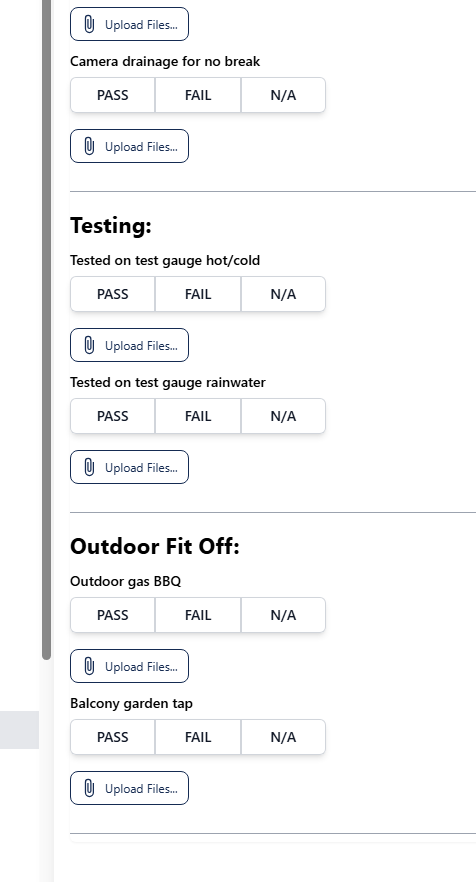 Upload Files...
Camera drainage for no break
PASS FAIL N/A
Upload Files...
Testing:
Tested on test gauge hot/cold
PASS FAIL N/A
Upload Files...
Tested on test gauge rainwater
PASS FAIL N/A
Upload Files...
Outdoor Fit Off:
Outdoor gas BBQ
PASS FAIL N/A
Upload Files...
Balcony garden tap
PASS FAIL N/A
Upload Files...